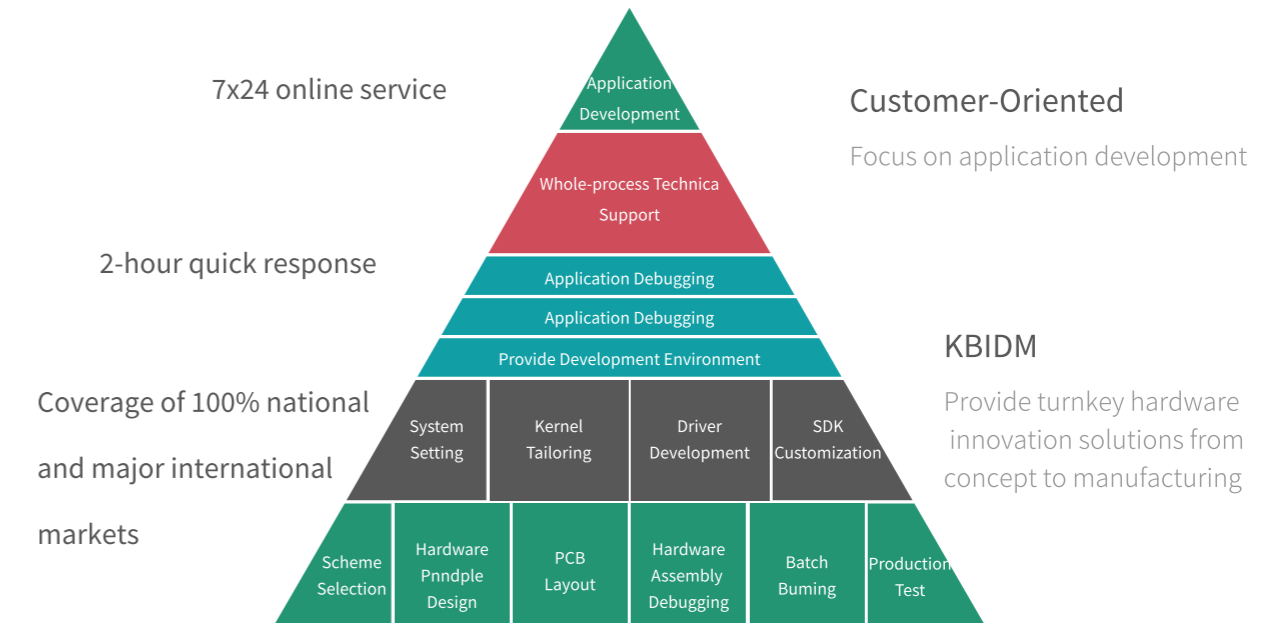 7x24 online service
2-hour quick response
Coverage of 100% national
and major international
markets
Application
Development
Whole-process Technica
Support
Application Debugging
Application Debugging
Provide Development Environment
System
Setting
Kernel
Tailoring
Driver
Development
SDK
Customization
Scheme
Selection
Hardware
Pnndple
Design
PCB
Layout
Hardware
Assembly
Debugging
Batch
Buming
Production
Test
Customer-Oriented
Focus on application development
KBIDM
Provide turnkey hardware
innovation solutions from
concept to manufacturing